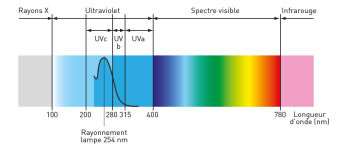 Rayons X Ultraviolet Spectre visible Infrarouge
UVc UV b UVa
100 200 280 315 400 780 Longueur d'onde (nm)
Rayonnement
lampe 254 nm